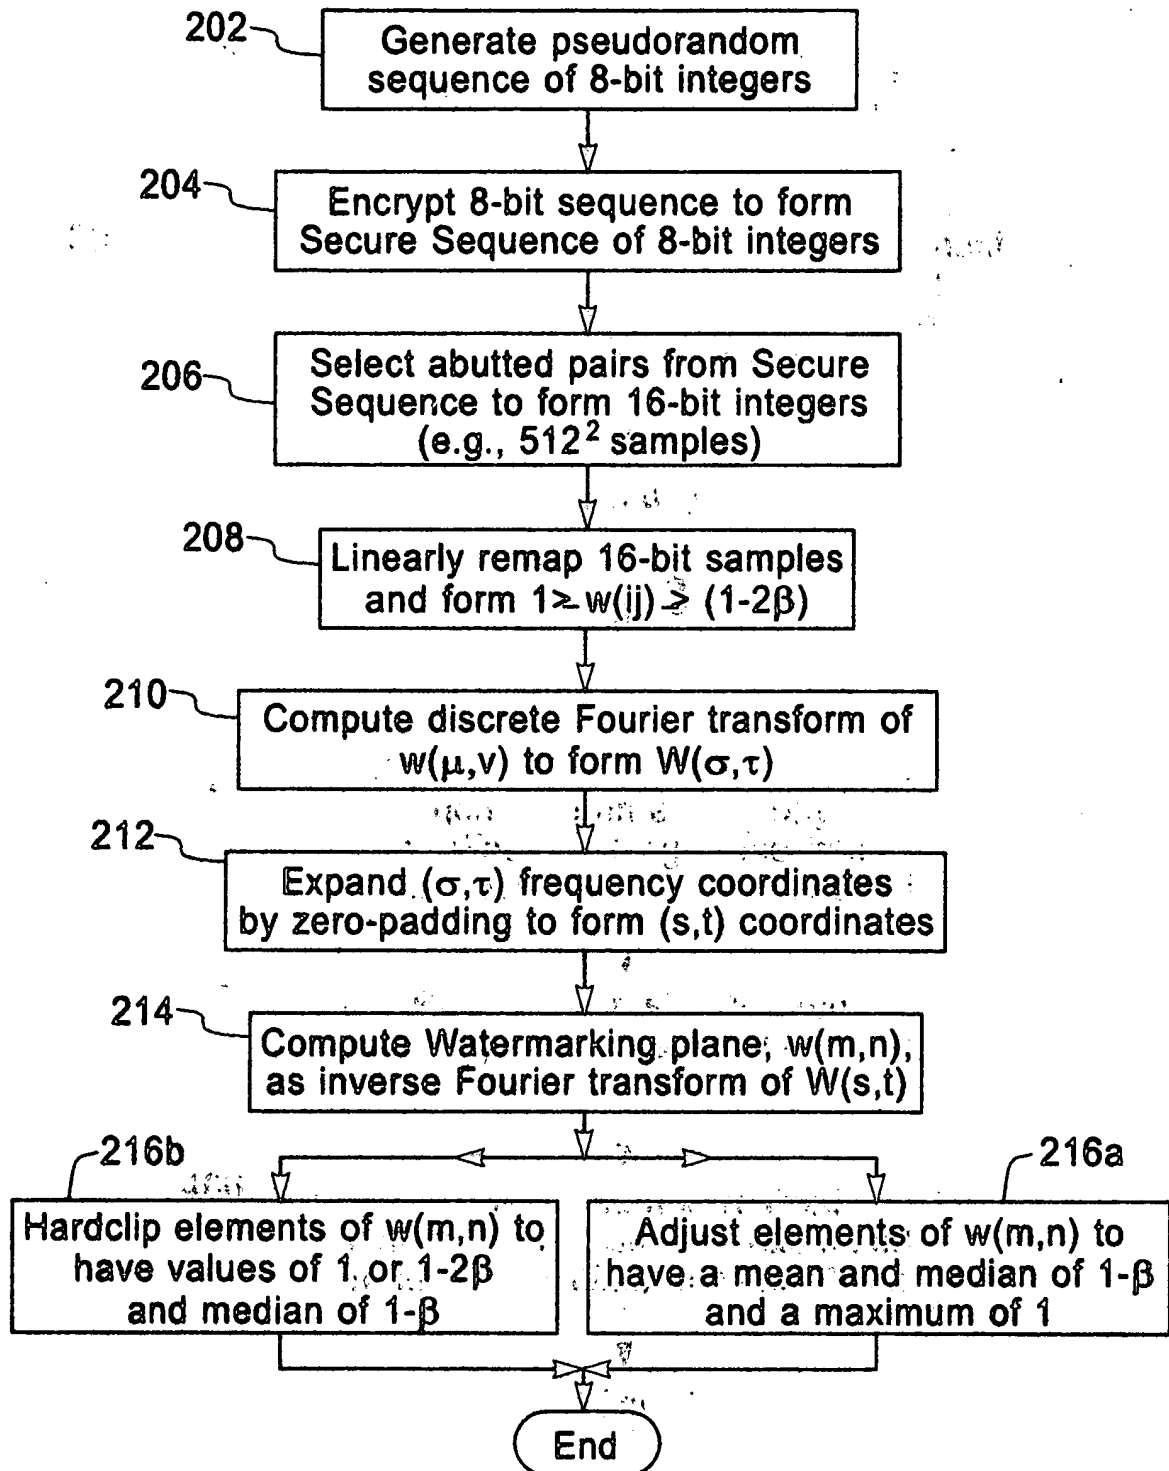 202
Generate pseudorandom
sequence of 8-bit integers
204
Encrypt 8-bit sequence to form
Secure Sequence of 8-bit integers
206
Select abutted pairs from Secure
Sequence to form 16-bit integers
(e.g., 512² samples)
208
Linearly remap 16-bit samples
and form 1≥w(ij)≥ (1-2β)
210
Compute discrete Fourier transform of
w(μ,ν) to form W(σ,τ)
212
Expand (σ,τ) frequency coordinates
by zero-padding to form (s,t) coordinates
214
Compute Watermarking plane, w(m,n),
as inverse Fourier transform of W(s,t)
216b
Hardclip elements of w(m,n) to
have values of 1 or 1-2β
and median of 1-β
216a
Adjust elements of w(m,n) to
have a mean and median of 1-β
and a maximum of 1
End